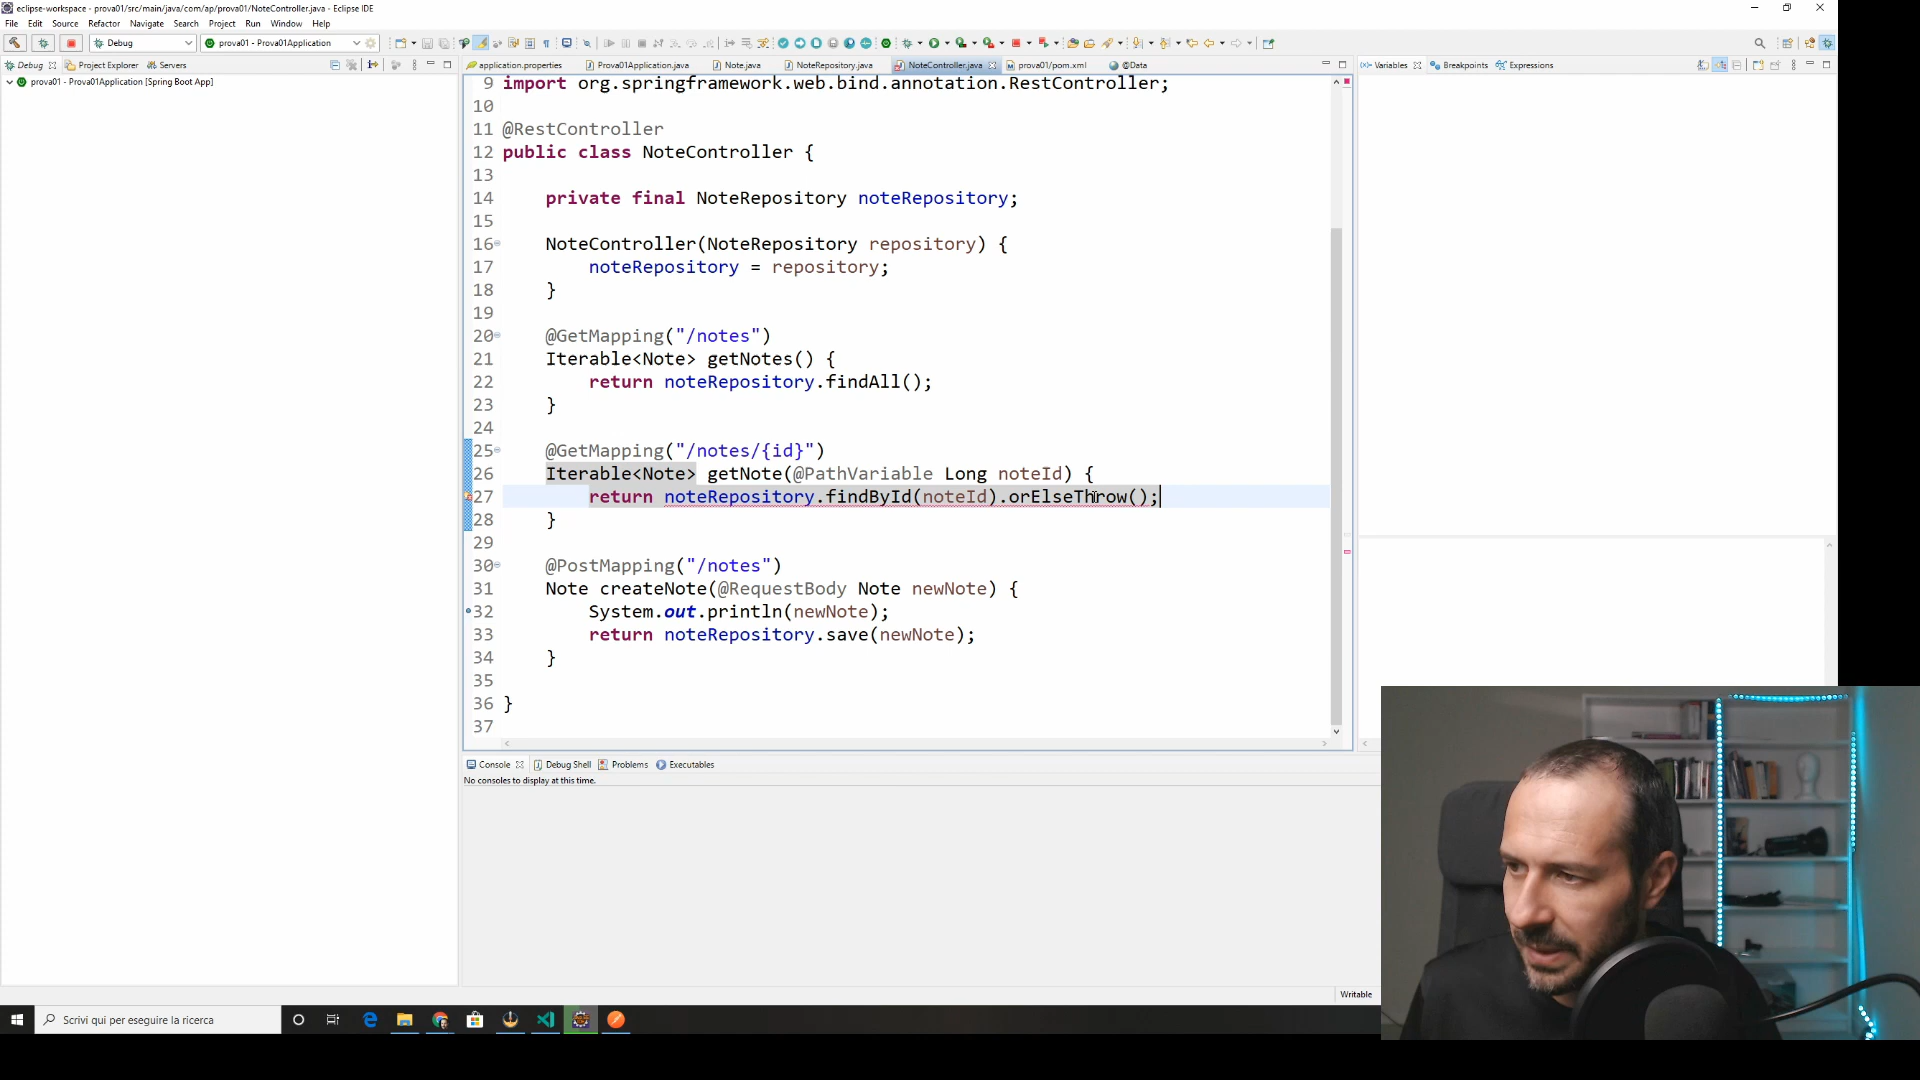 eclipse-workspace - prova01/src/main/java/com/ap/prova01/NoteController.java - Eclipse IDE
File Edit Source Refactor Navigate Search Project Run Window Help
Debug prova01 - Prova01Application
Debug Project Explorer Servers
application.properties Prova01Application.java Note.java NoteRepository.java NoteController.java prova01/pom.xml @Data
Variables Breakpoints Expressions
prova01 - Prova01Application [Spring Boot App]
9 import org.springframework.web.bind.annotation.RestController;
10
11 @RestController
12 public class NoteController {
13
14 private final NoteRepository noteRepository;
15
16 NoteController(NoteRepository repository) {
17 noteRepository = repository;
18 }
19
20 @GetMapping("/notes")
21 Iterable<Note> getNotes() {
22 return noteRepository.findAll();
23 }
24
25 @GetMapping("/notes/{id}")
26 Iterable<Note> getNote(@PathVariable Long noteId) {
27 return noteRepository.findById(noteId).orElseThrow();
28 }
29
30 @PostMapping("/notes")
31 Note createNote(@RequestBody Note newNote) {
32 System.out.println(newNote);
33 return noteRepository.save(newNote);
34 }
35
36 }
37
Console Debug Shell Problems Executables
No consoles to display at this time.
Writable
Scrivi qui per eseguire la ricerca